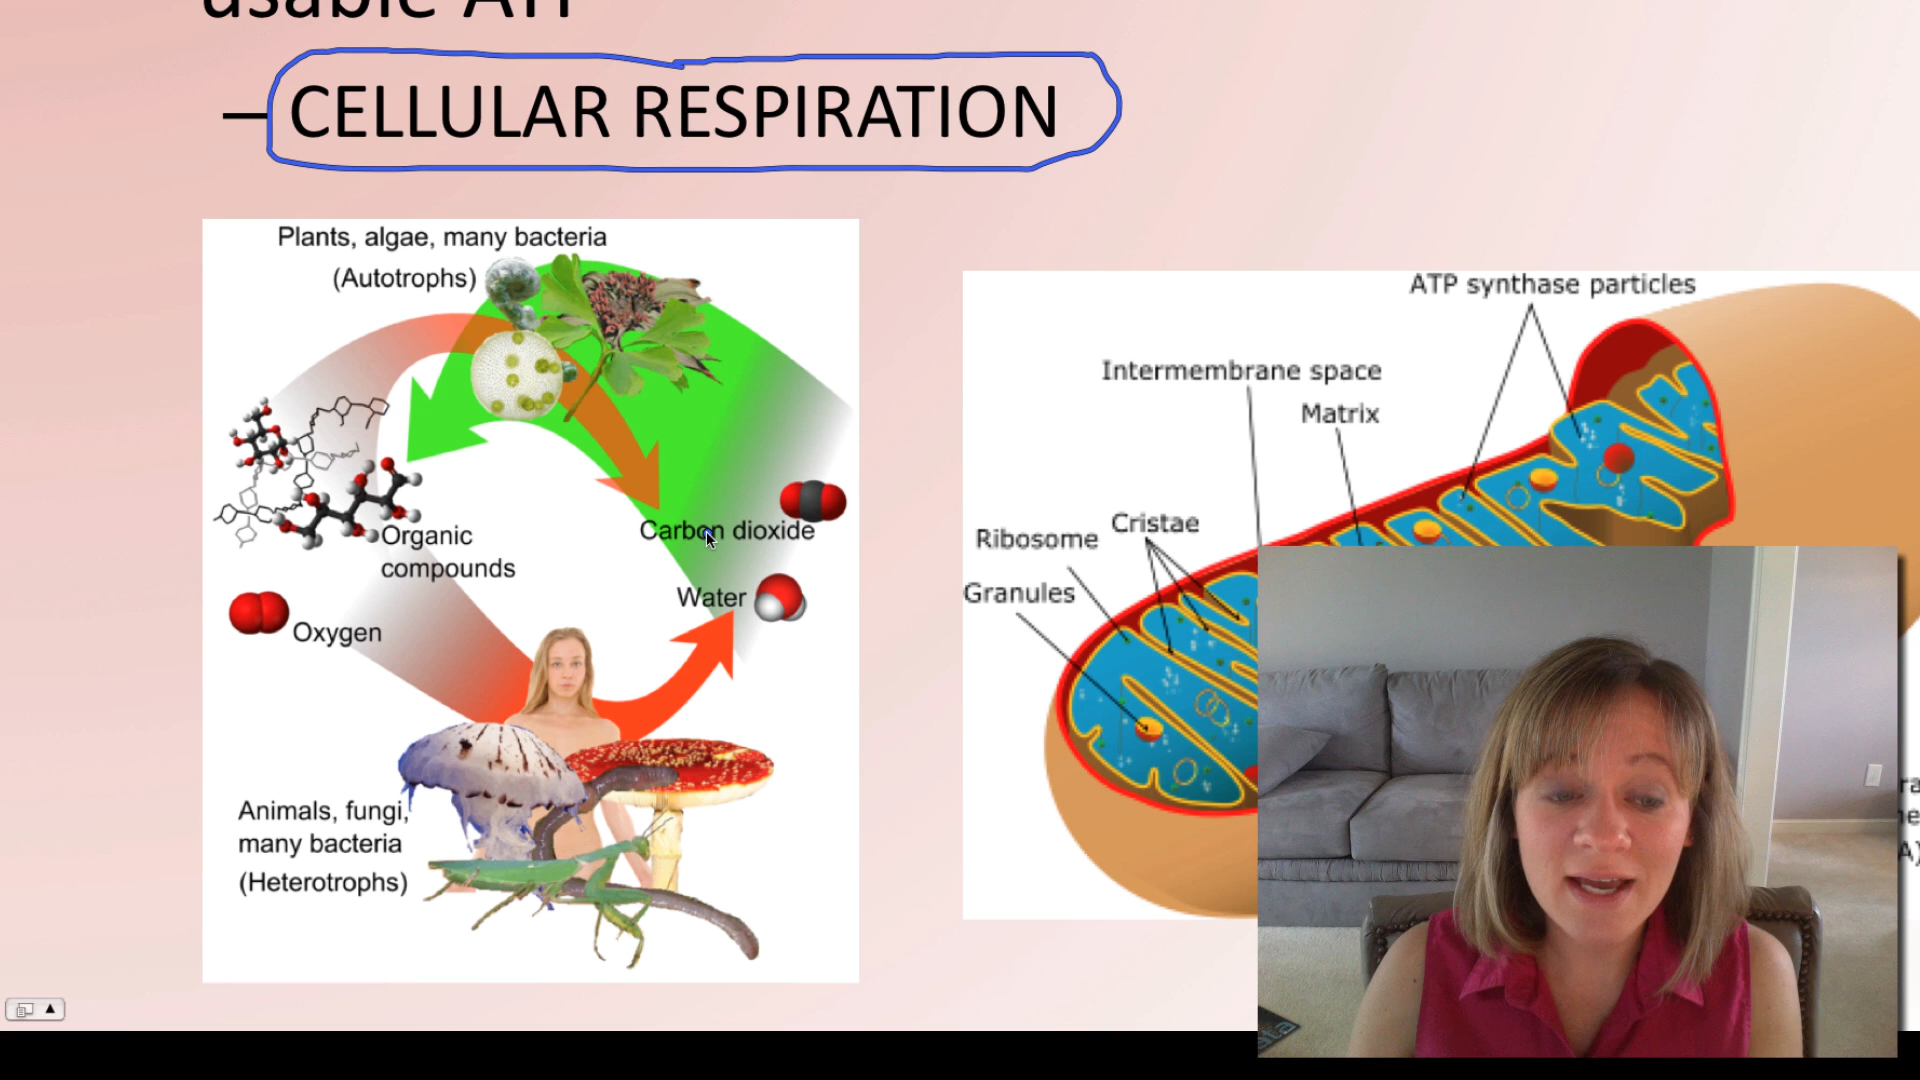 usable ATP
– CELLULAR RESPIRATION
Plants, algae, many bacteria
(Autotrophs)
Organic
compounds
Oxygen
Carbon dioxide
Water
Animals, fungi,
many bacteria
(Heterotrophs)
ATP synthase particles
Intermembrane space
Matrix
Cristae
Ribosome
Granules